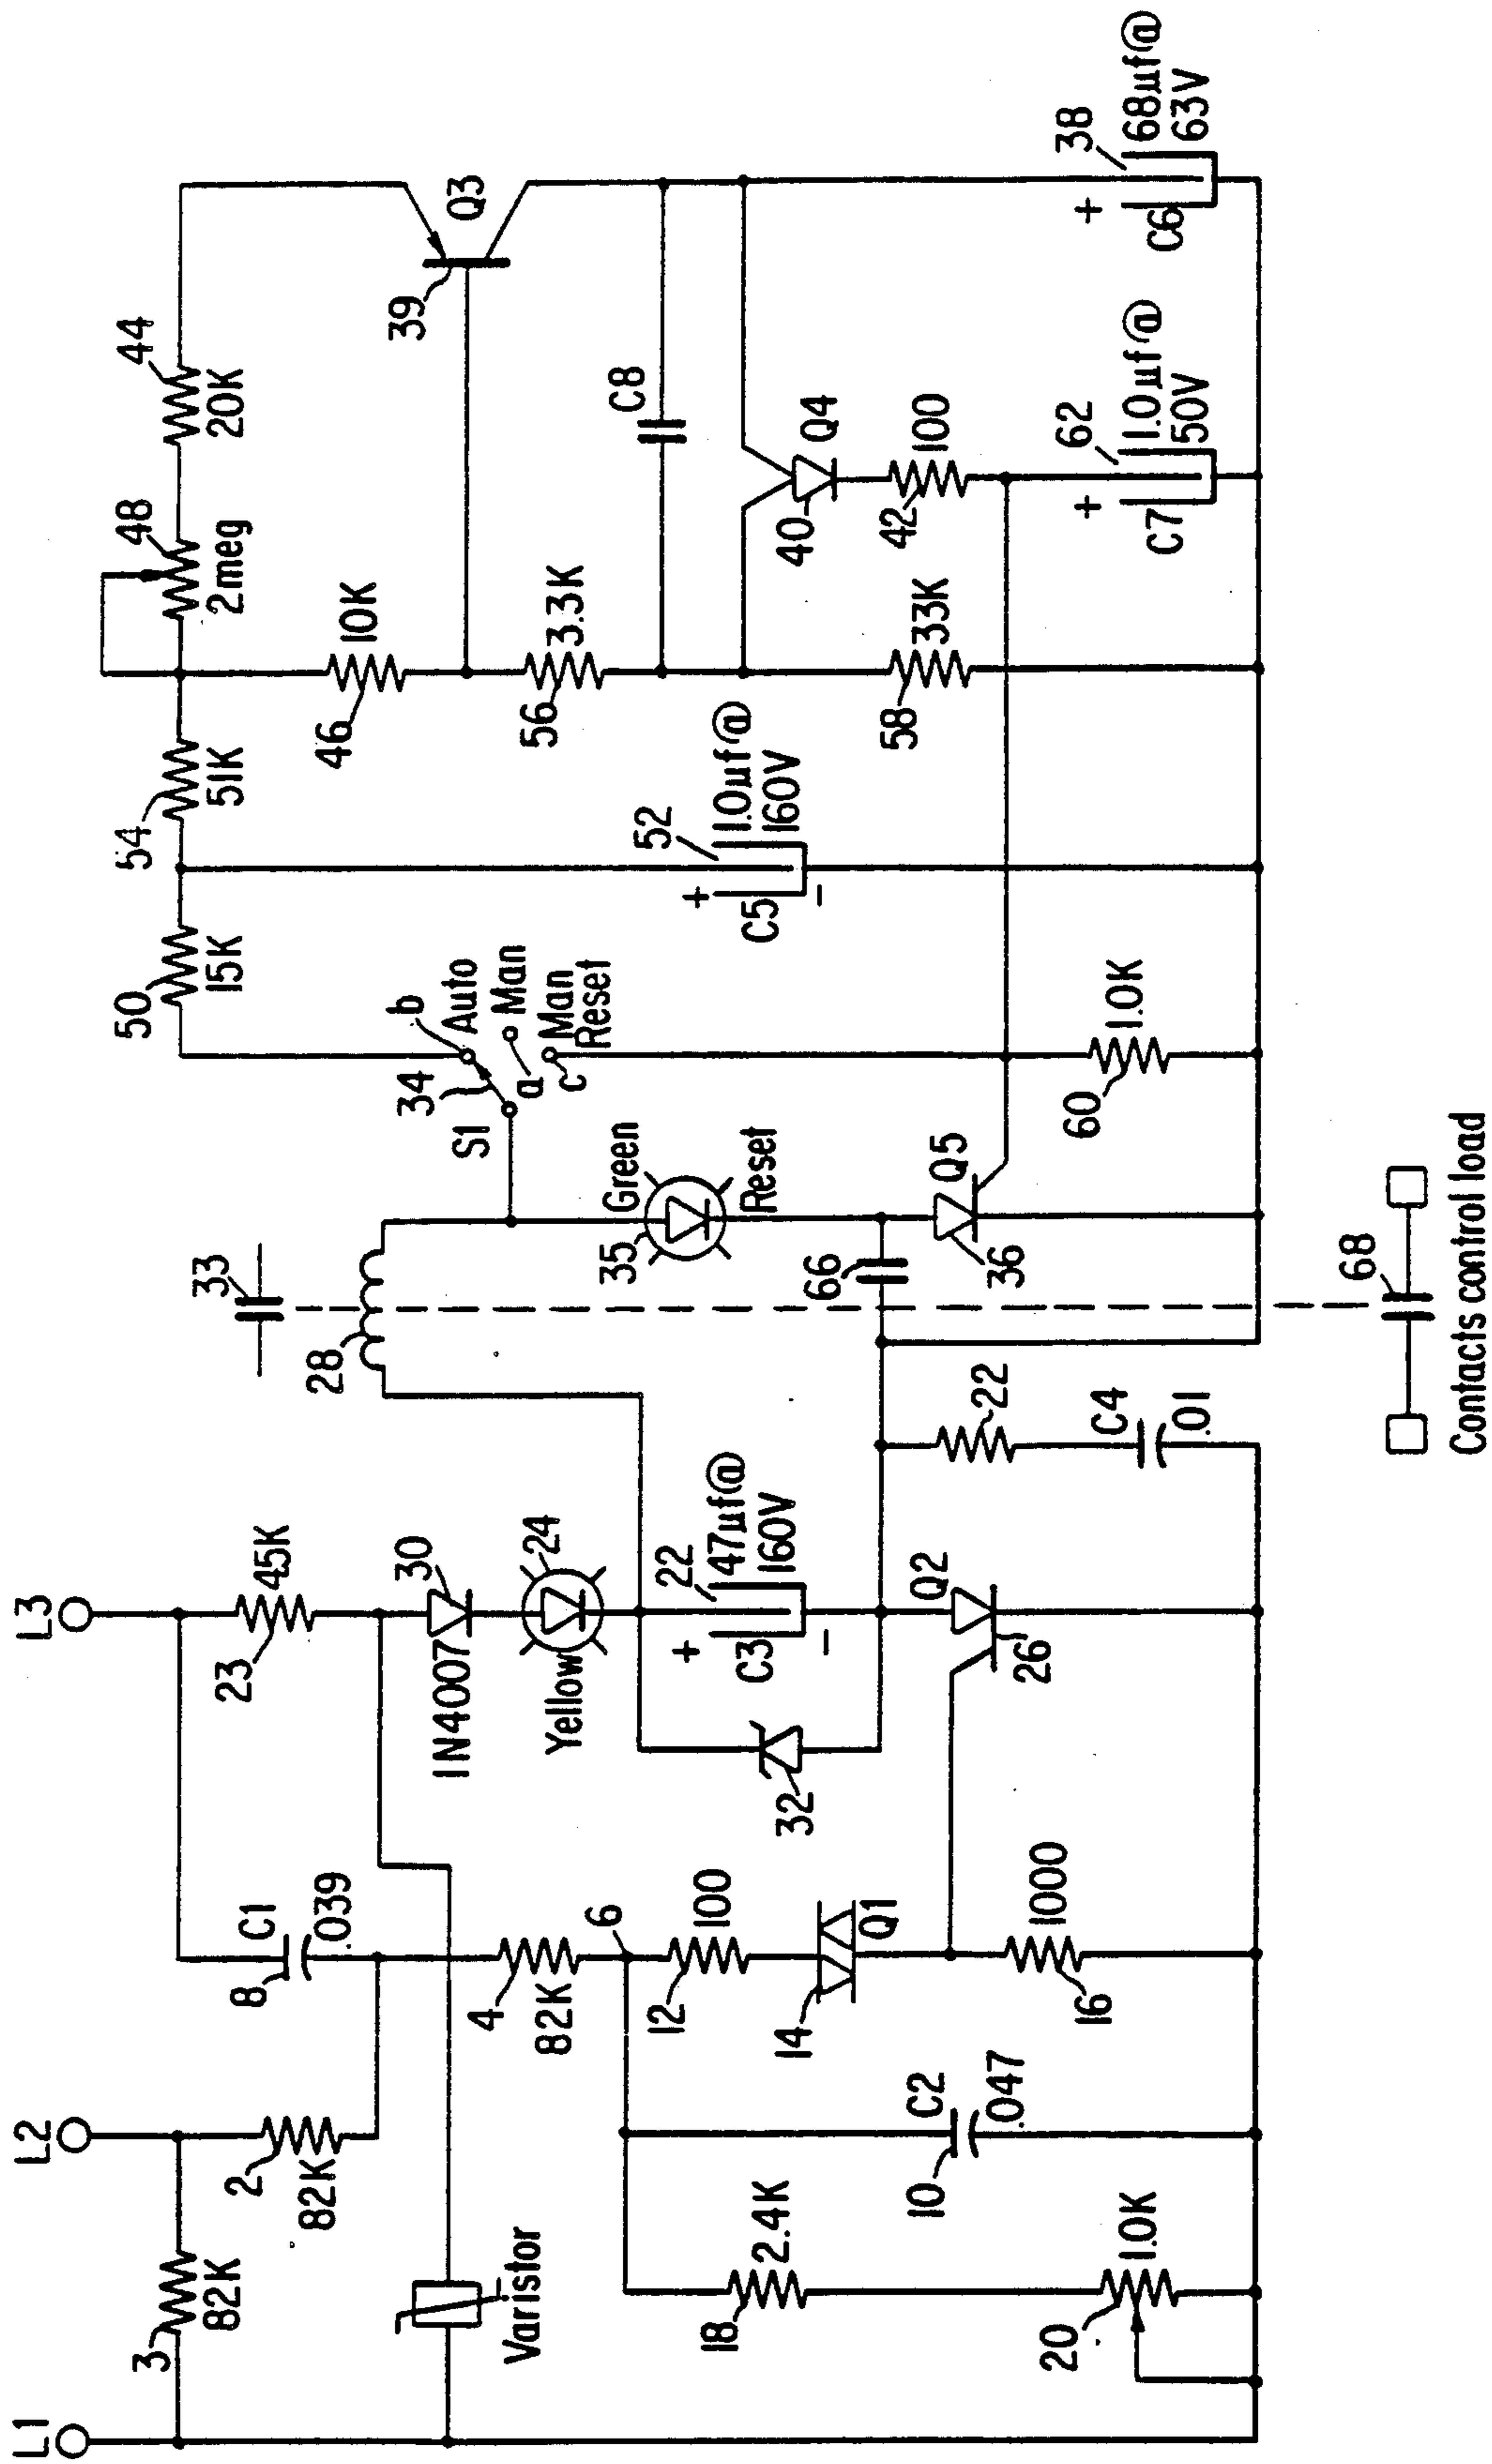 L1
L2
L3
3
82K
2
82K
Varistor
8
C1
.039
4
82K
6
12
100
14
Q1
16
1000
18
2.4K
20
1.0K
10
C2
.047
23
45K
1N4007
30
Yellow
24
32
22
47µf@
160V
+
C3
−
Q2
26
22
C4
.01
28
33
S1
34
b
Auto
a
Man
c
Man
Reset
35
Green
Reset
66
36
Q5
60
1.0K
68
Contacts control load
50
15K
54
51K
52
1.0µf@
160V
+
C5
−
48
2meg
44
20K
46
10K
56
3.3K
58
33K
39
Q3
C8
40
Q4
42
100
62
1.0µf@
50V
+
C7
38
68µf@
63V
+
C6